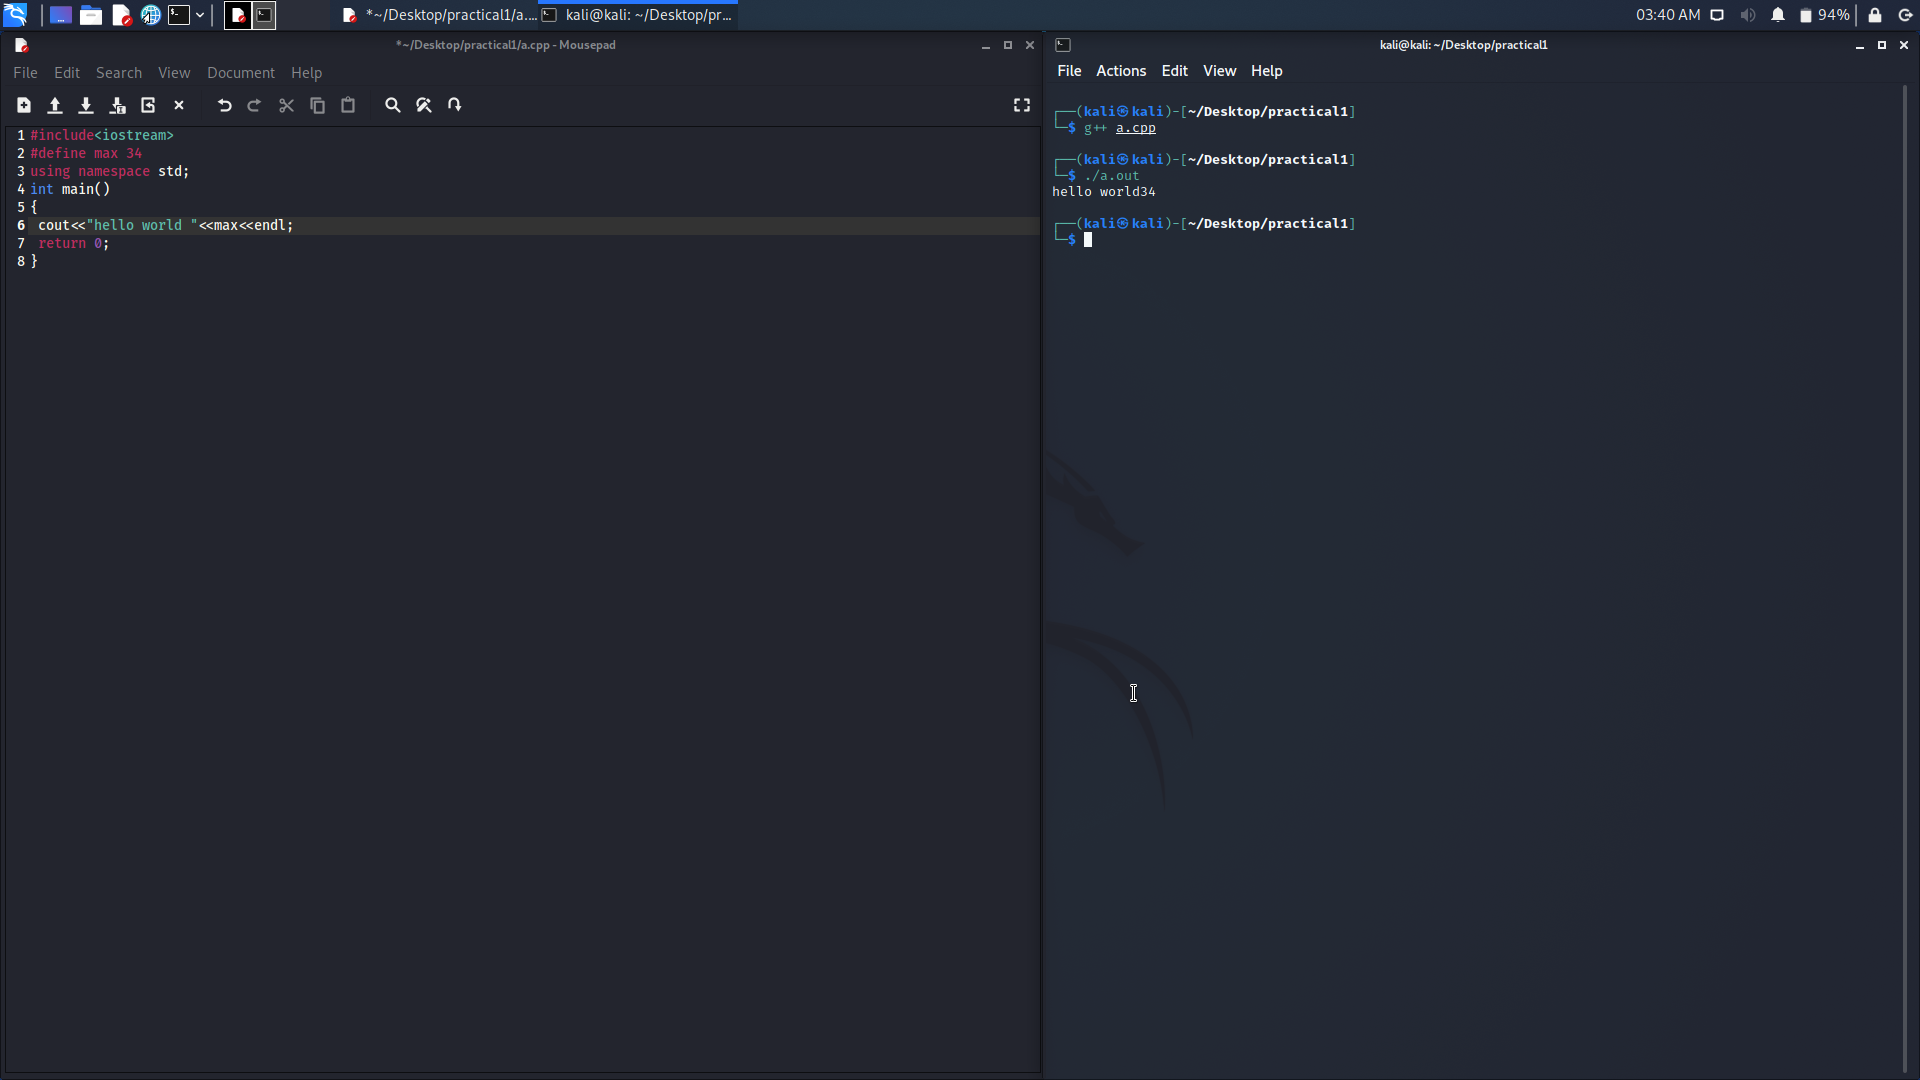 *~/Desktop/practical1/a....
kali@kali: ~/Desktop/pr...
03:40 AM
94%
*~/Desktop/practical1/a.cpp - Mousepad
File Edit Search View Document Help
1 #include<iostream>
2 #define max 34
3 using namespace std;
4 int main()
5 {
6  cout<<"hello world "<<max<<endl;
7  return 0;
8 }
kali@kali: ~/Desktop/practical1
File Actions Edit View Help
┌──(kali㉿kali)-[~/Desktop/practical1]
└─$ g++ a.cpp
┌──(kali㉿kali)-[~/Desktop/practical1]
└─$ ./a.out
hello world34
┌──(kali㉿kali)-[~/Desktop/practical1]
└─$